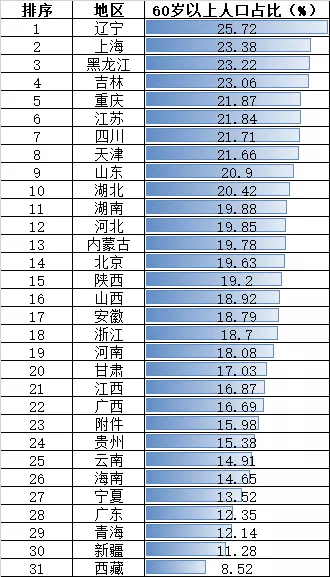 排序 地区 60岁以上人口占比（%）
1 辽宁 25.72
2 上海 23.38
3 黑龙江 23.22
4 吉林 23.06
5 重庆 21.87
6 江苏 21.84
7 四川 21.71
8 天津 21.66
9 山东 20.9
10 湖北 20.42
11 湖南 19.88
12 河北 19.85
13 内蒙古 19.78
14 北京 19.63
15 陕西 19.2
16 山西 18.92
17 安徽 18.79
18 浙江 18.7
19 河南 18.08
20 甘肃 17.03
21 江西 16.87
22 广西 16.69
23 附件 15.98
24 贵州 15.38
25 云南 14.91
26 海南 14.65
27 宁夏 13.52
28 广东 12.35
29 青海 12.14
30 新疆 11.28
31 西藏 8.52